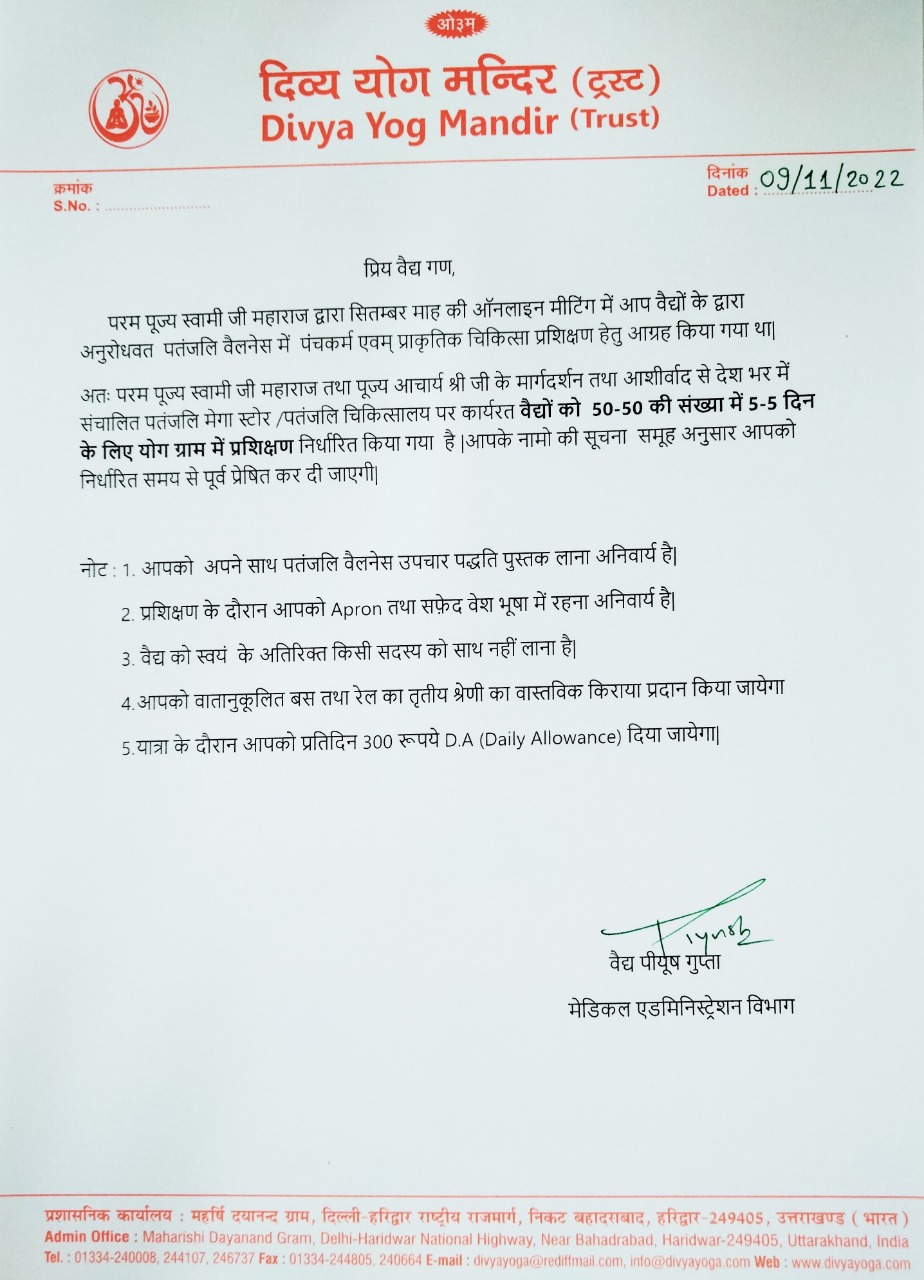 ओ३म्
दिव्य योग मन्दिर (ट्रस्ट)
Divya Yog Mandir (Trust)
क्रमांक
S.No. : ..............................
दिनांक
Dated : 09/11/2022
प्रिय वैद्य गण,
परम पूज्य स्वामी जी महाराज द्वारा सितम्बर माह की ऑनलाइन मीटिंग में आप वैद्यों के द्वारा
अनुरोधवत पतंजलि वैलनेस में पंचकर्म एवम् प्राकृतिक चिकित्सा प्रशिक्षण हेतु आग्रह किया गया था|
अतः परम पूज्य स्वामी जी महाराज तथा पूज्य आचार्य श्री जी के मार्गदर्शन तथा आशीर्वाद से देश भर में
संचालित पतंजलि मेगा स्टोर /पतंजलि चिकित्सालय पर कार्यरत वैद्यों को 50-50 की संख्या में 5-5 दिन
के लिए योग ग्राम में प्रशिक्षण निर्धारित किया गया है |आपके नामो की सूचना समूह अनुसार आपको
निर्धारित समय से पूर्व प्रेषित कर दी जाएगी|
नोट : 1. आपको अपने साथ पतंजलि वैलनेस उपचार पद्धति पुस्तक लाना अनिवार्य है|
2. प्रशिक्षण के दौरान आपको Apron तथा सफ़ेद वेश भूषा में रहना अनिवार्य है|
3. वैद्य को स्वयं के अतिरिक्त किसी सदस्य को साथ नहीं लाना है|
4.आपको वातानुकूलित बस तथा रेल का तृतीय श्रेणी का वास्तविक किराया प्रदान किया जायेगा
5.यात्रा के दौरान आपको प्रतिदिन 300 रूपये D.A (Daily Allowance) दिया जायेगा|
Piyush
वैद्य पीयूष गुप्ता
मेडिकल एडमिनिस्ट्रेशन विभाग
प्रशासनिक कार्यालय : महर्षि दयानन्द ग्राम, दिल्ली-हरिद्वार राष्ट्रीय राजमार्ग, निकट बहादराबाद, हरिद्वार-249405, उत्तराखण्ड ( भारत )
Admin Office : Maharishi Dayanand Gram, Delhi-Haridwar National Highway, Near Bahadrabad, Haridwar-249405, Uttarakhand, India
Tel. : 01334-240008, 244107, 246737 Fax : 01334-244805, 240664 E-mail : divyayoga@rediffmail.com, info@divyayoga.com Web : www.divyayoga.com